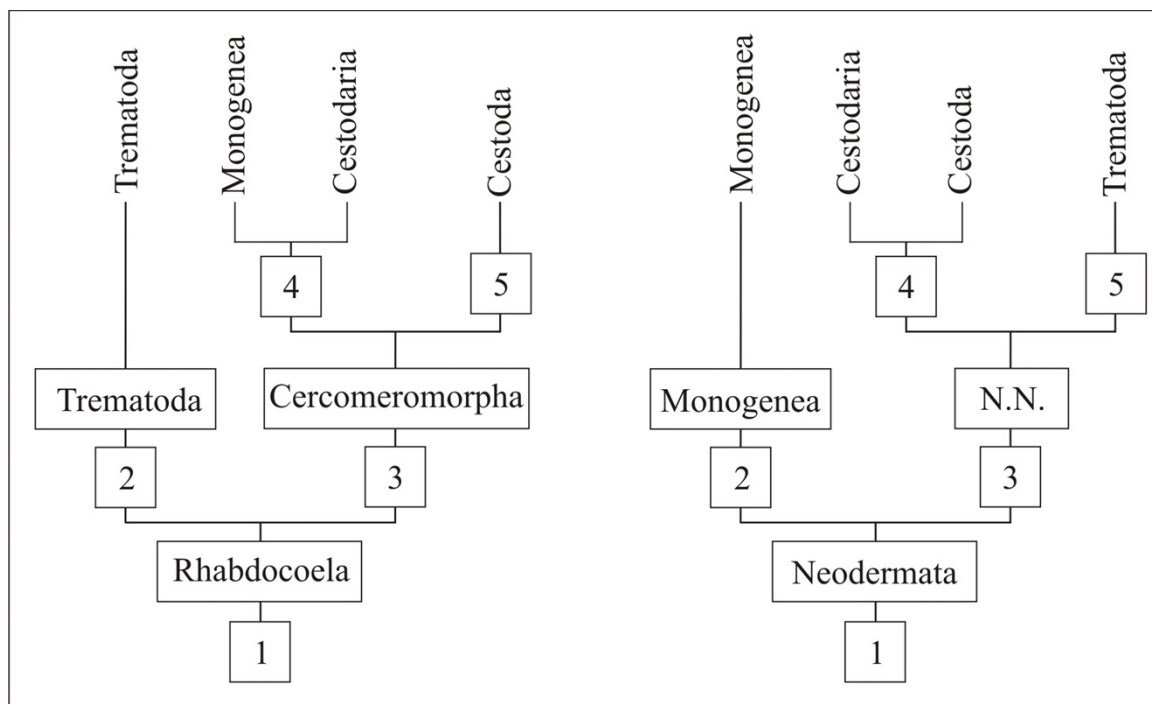 Trematoda
Monogenea
Cestodaria
Cestoda
4
5
Trematoda
Cercomeromorpha
2
3
Rhabdocoela
1
Monogenea
Cestodaria
Cestoda
Trematoda
4
5
Monogenea
N.N.
2
3
Neodermata
1